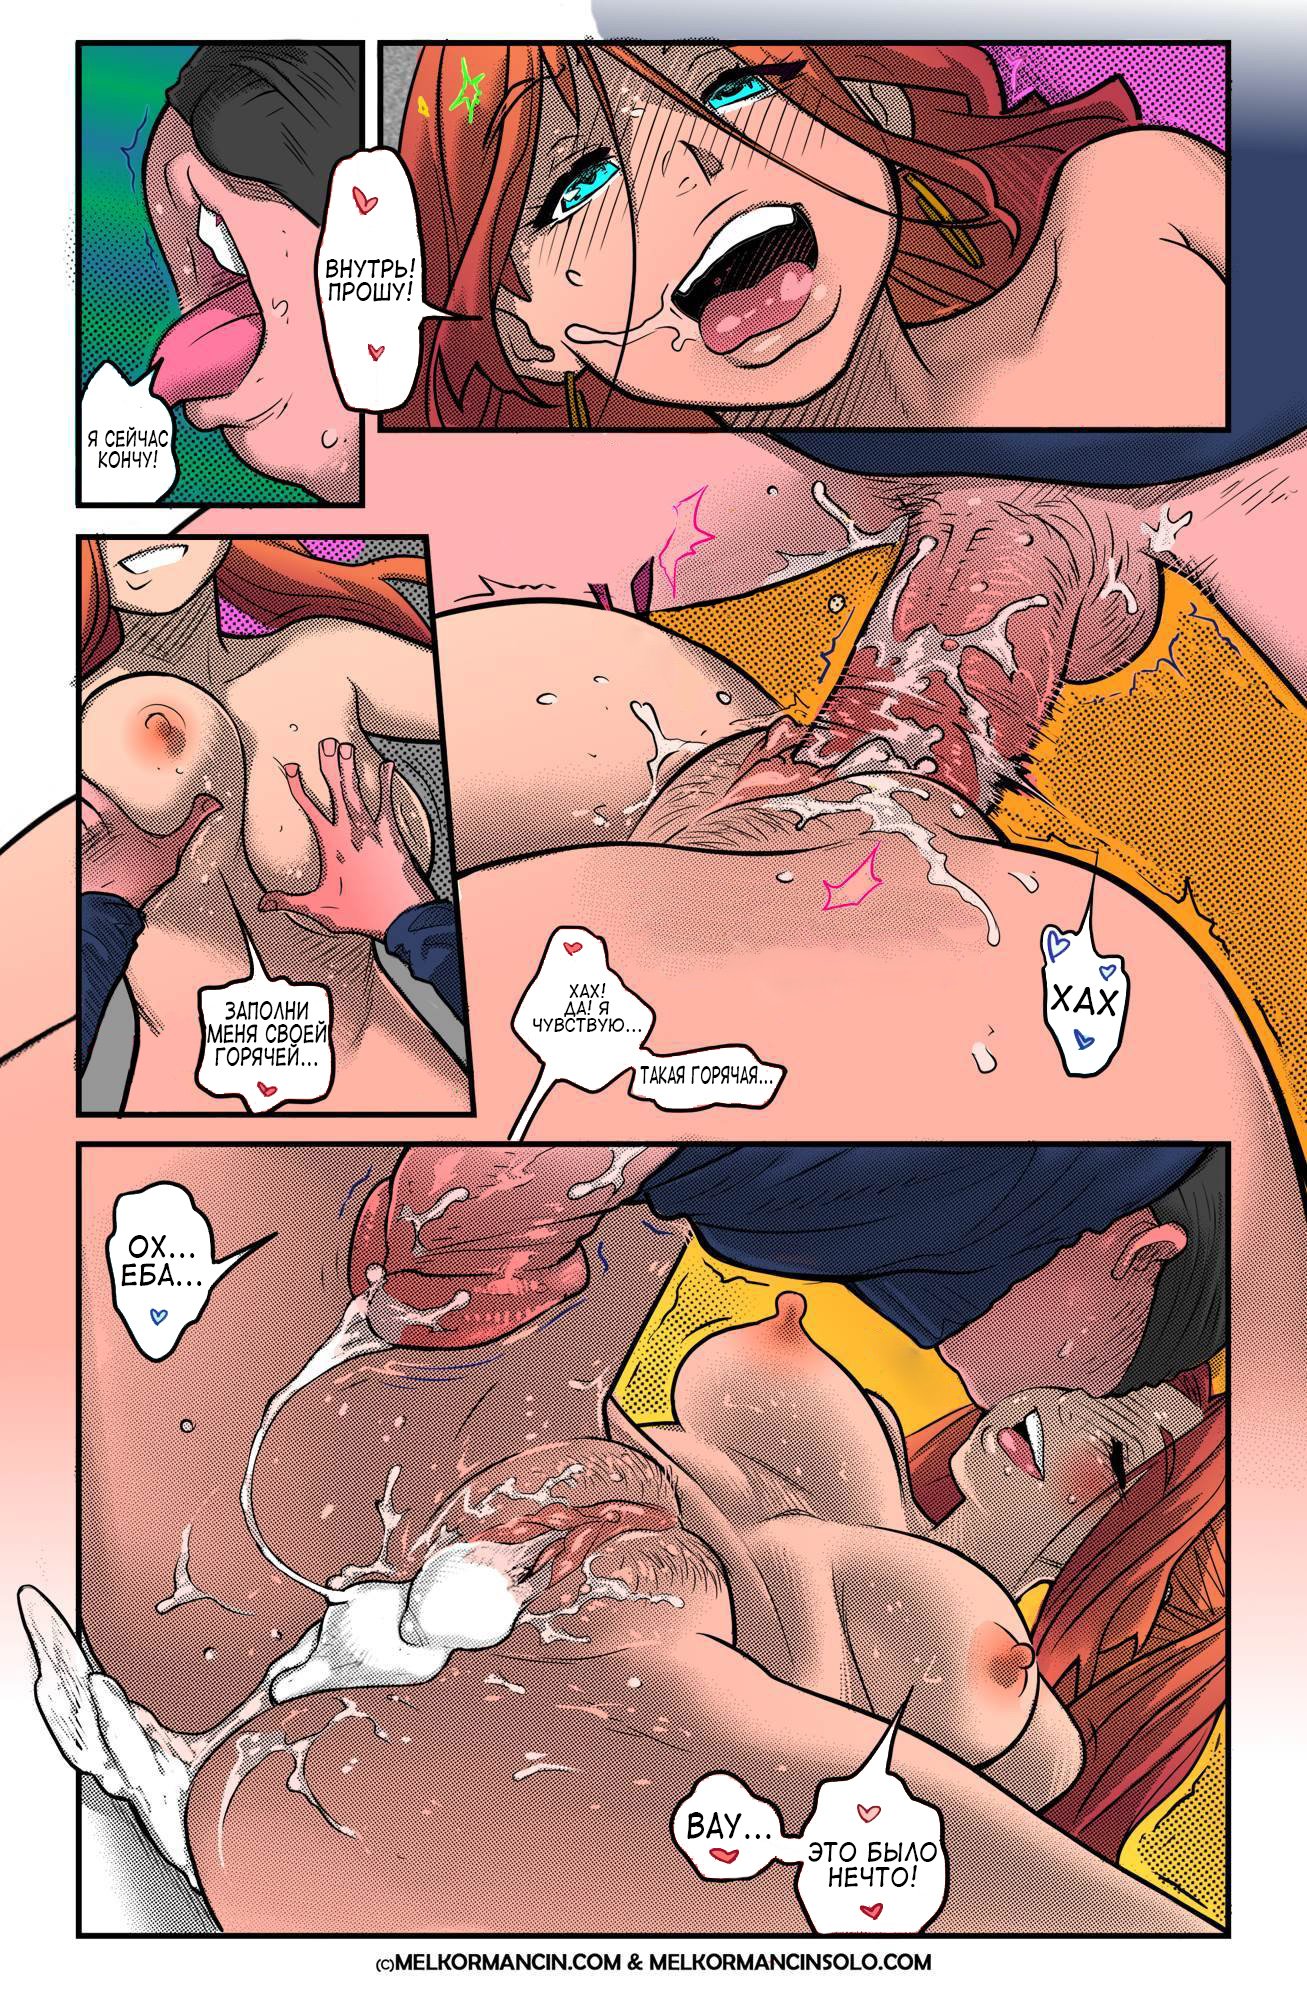 Я СЕЙЧАС
КОНЧУ!
ВНУТРЬ!
ПРОШУ!
ЗАПОЛНИ
МЕНЯ СВОЕЙ
ГОРЯЧЕЙ...
ХАХ!
ДА! Я
ЧУВСТВУЮ...
ТАКАЯ ГОРЯЧАЯ...
ХАХ
ОХ...
ЕБА...
ВАУ...
ЭТО БЫЛО
НЕЧТО!
(C)MELKORMANCIN.COM & MELKORMANCINSOLO.COM